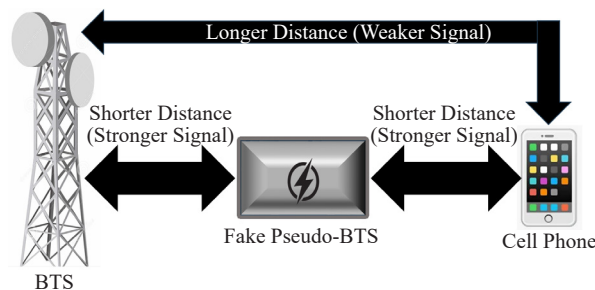 Longer Distance (Weaker Signal)
Shorter Distance
(Stronger Signal)
Shorter Distance
(Stronger Signal)
Fake Pseudo-BTS
Cell Phone
BTS